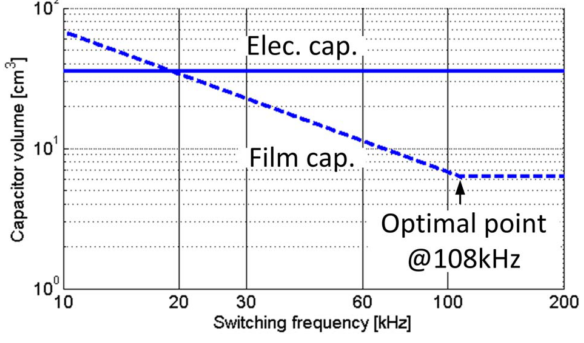 10²
Elec. cap.
10¹
Film cap.
Optimal point
@108kHz
10⁰
10 20 30 60 100 200
Switching frequency [kHz]
Capacitor volume [cm³]